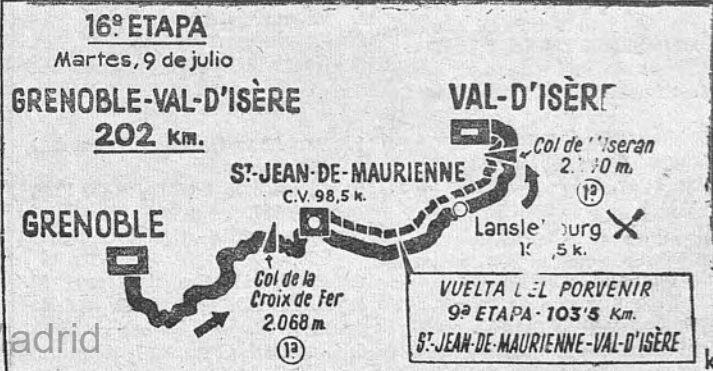 16ª ETAPA
Martes, 9 de julio
GRENOBLE-VAL-D'ISÈRE
202 Km.
VAL-D'ISÈRE
Col de l'Iseran
ST-JEAN-DE-MAURIENNE
C.V. 98,5 k.
(1ª)
GRENOBLE
Col de la
Croix de Fer
2.068 m
(1ª)
VUELTA DEL PORVENIR
9ª ETAPA - 103'5 Km.
ST-JEAN-DE-MAURIENNE-VAL-D'ISÈRE
adrid